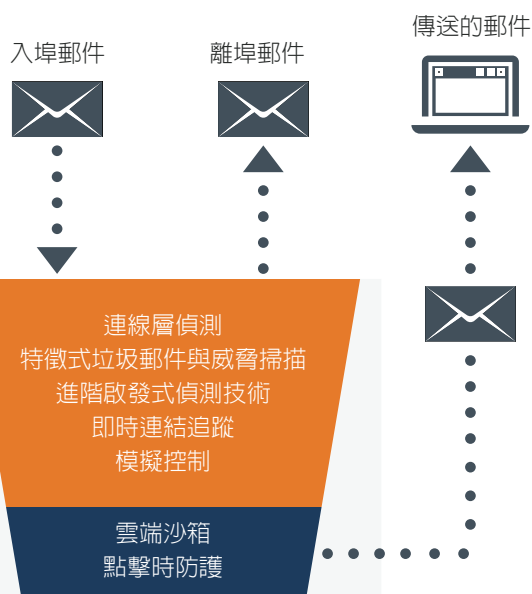 傳送的郵件
入埠郵件
離埠郵件
連線層偵測
特徵式垃圾郵件與威脅掃描
進階啟發式偵測技術
即時連結追蹤
模擬控制
雲端沙箱
點擊時防護